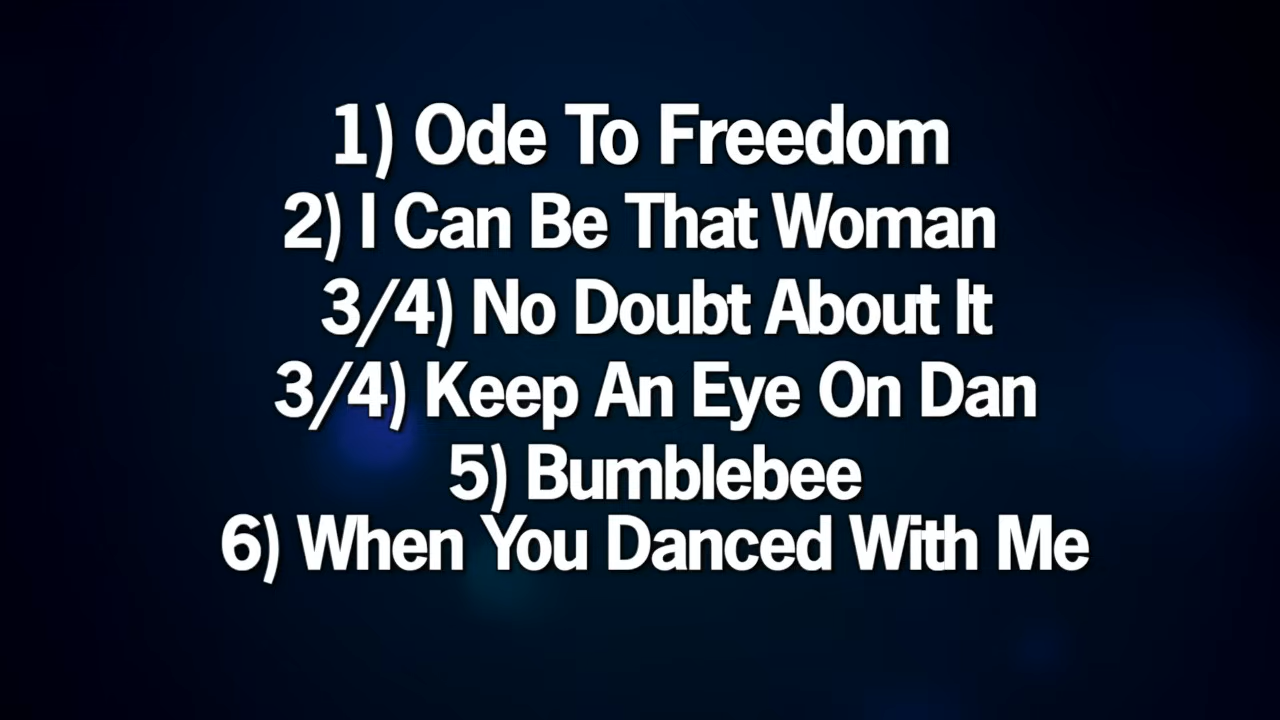 1) Ode To Freedom
2) I Can Be That Woman
3/4) No Doubt About It
3/4) Keep An Eye On Dan
5) Bumblebee
6) When You Danced With Me